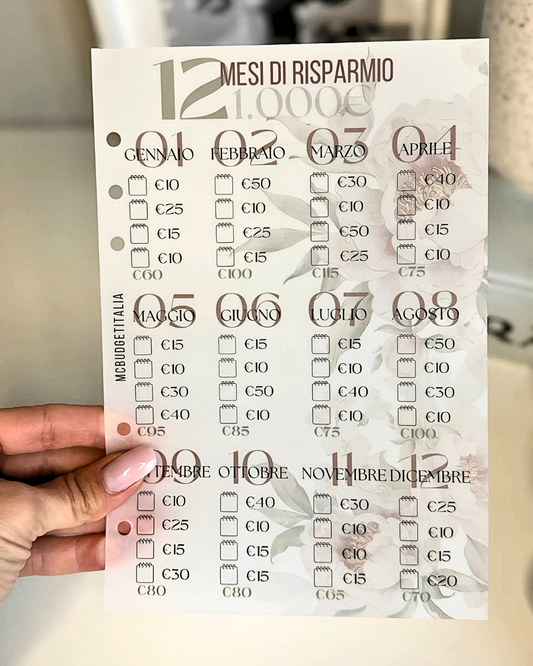 12 MESI DI RISPARMIO
1.000€
01 02 03 04
GENNAIO FEBBRAIO MARZO APRILE
€10 €50 €30 €40
€25 €10 €10 €10
€15 €25 €50 €15
€10 €15 €25 €10
€60 €100 €115 €75
05 06 07 08
MAGGIO GIUGNO LUGLIO AGOSTO
€15 €15 €15 €50
€10 €10 €10 €10
€30 €50 €40 €30
€40 €10 €10 €10
€95 €85 €75 €100
MCBUDGETITALIA
09 10 11 12
TTEMBRE OTTOBRE NOVEMBRE DICEMBRE
€10 €40 €30 €25
€25 €10 €10 €10
€15 €15 €10 €15
€30 €15 €15 €20
€80 €80 €65 €70